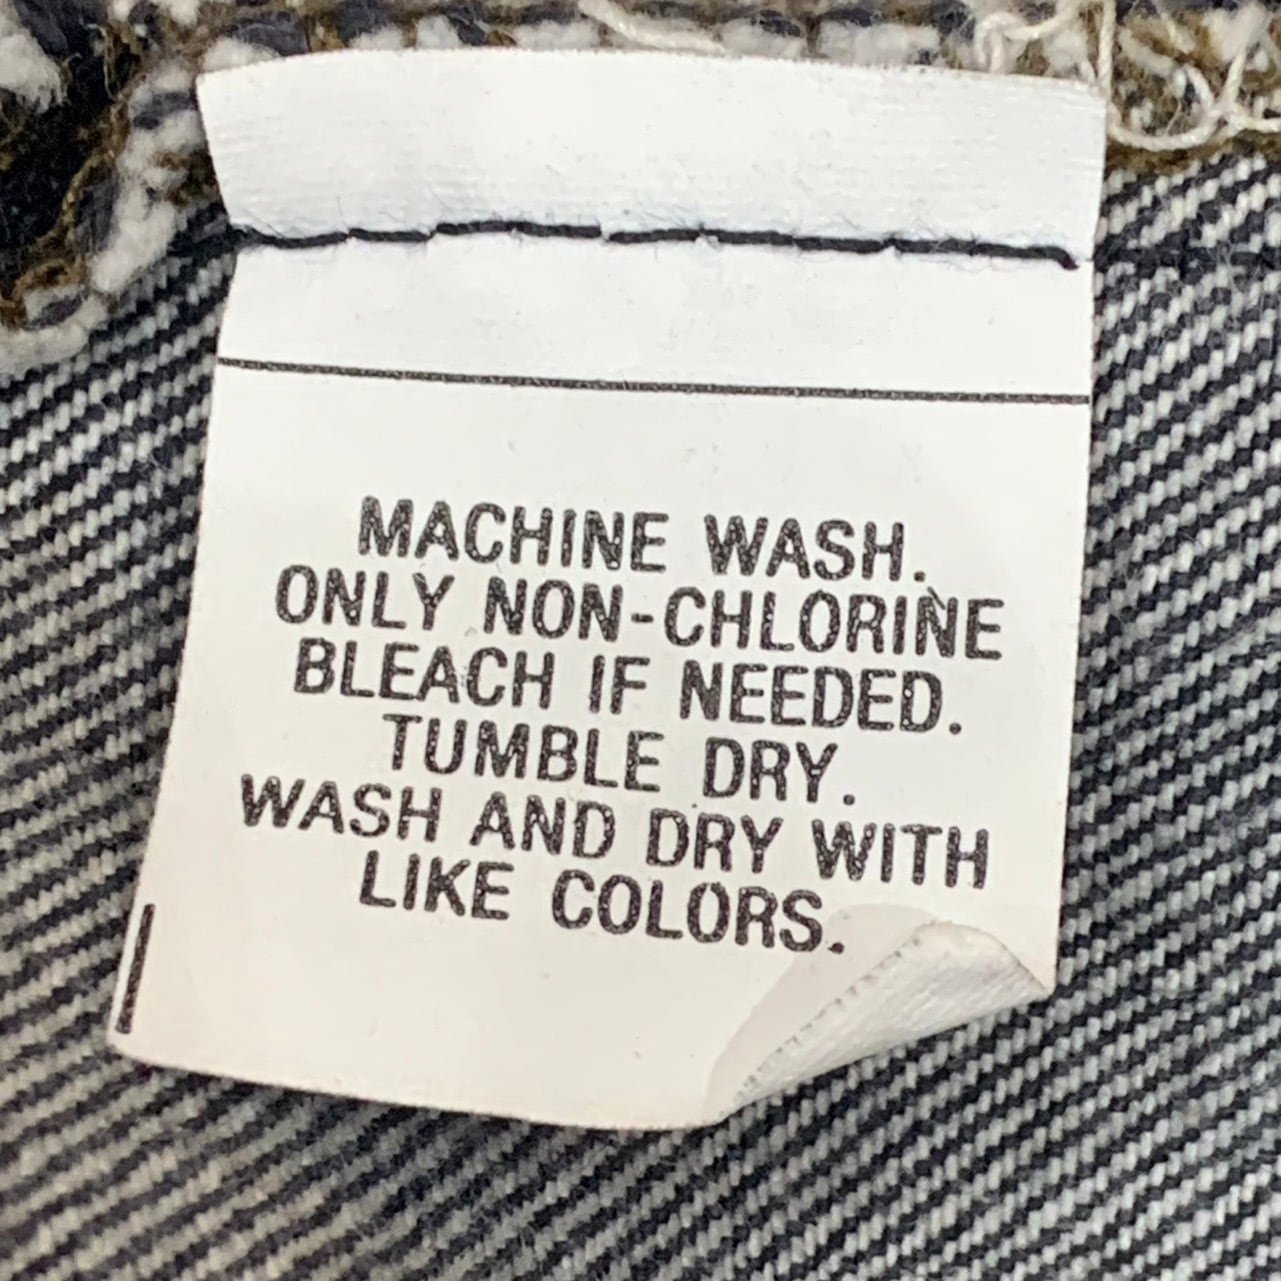 MACHINE WASH.
ONLY NON-CHLORINE
BLEACH IF NEEDED.
TUMBLE DRY.
WASH AND DRY WITH
LIKE COLORS.